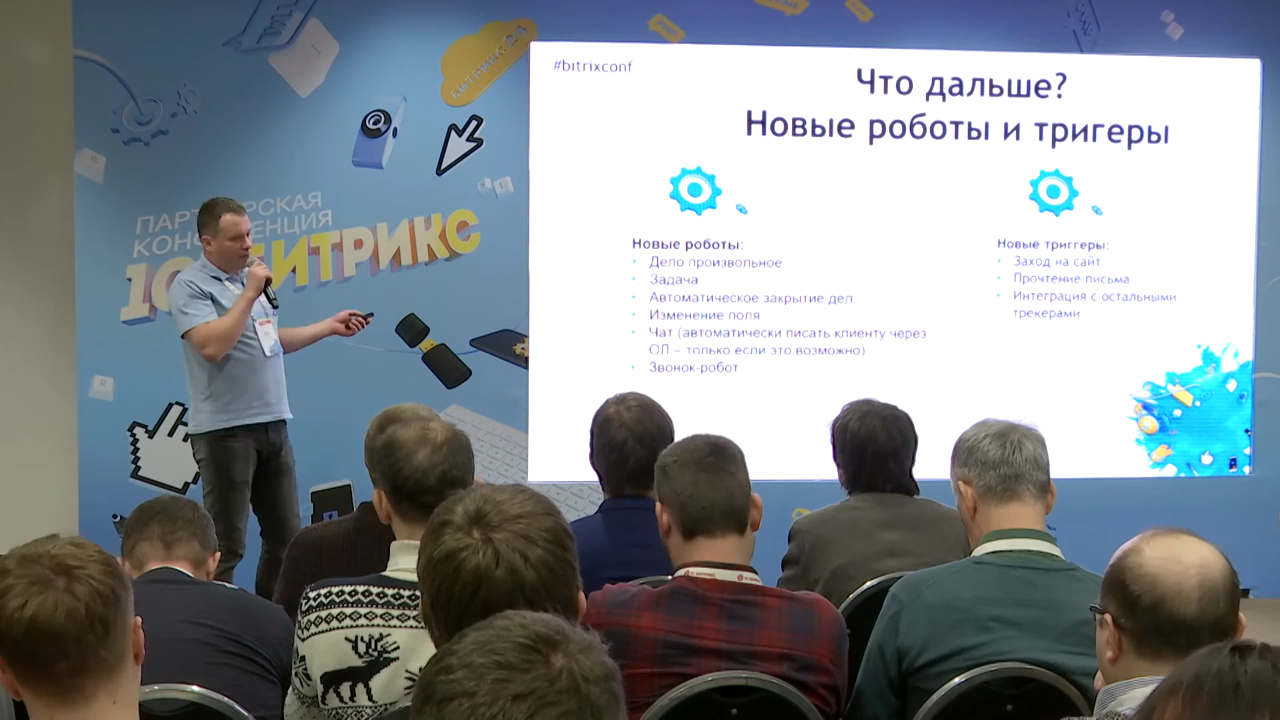 #bitrixconf
Что дальше?
Новые роботы и тригеры
Новые роботы:
Дело произвольное
Задача
Автоматическое закрытие дел
Изменение поля
Чат (автоматически писать клиенту через
ОЛ – только если это возможно)
Звонок-робот
Новые триггеры:
Заход на сайт
Прочтение письма
Интеграция с остальными
трекерами
БИТРИКС 24